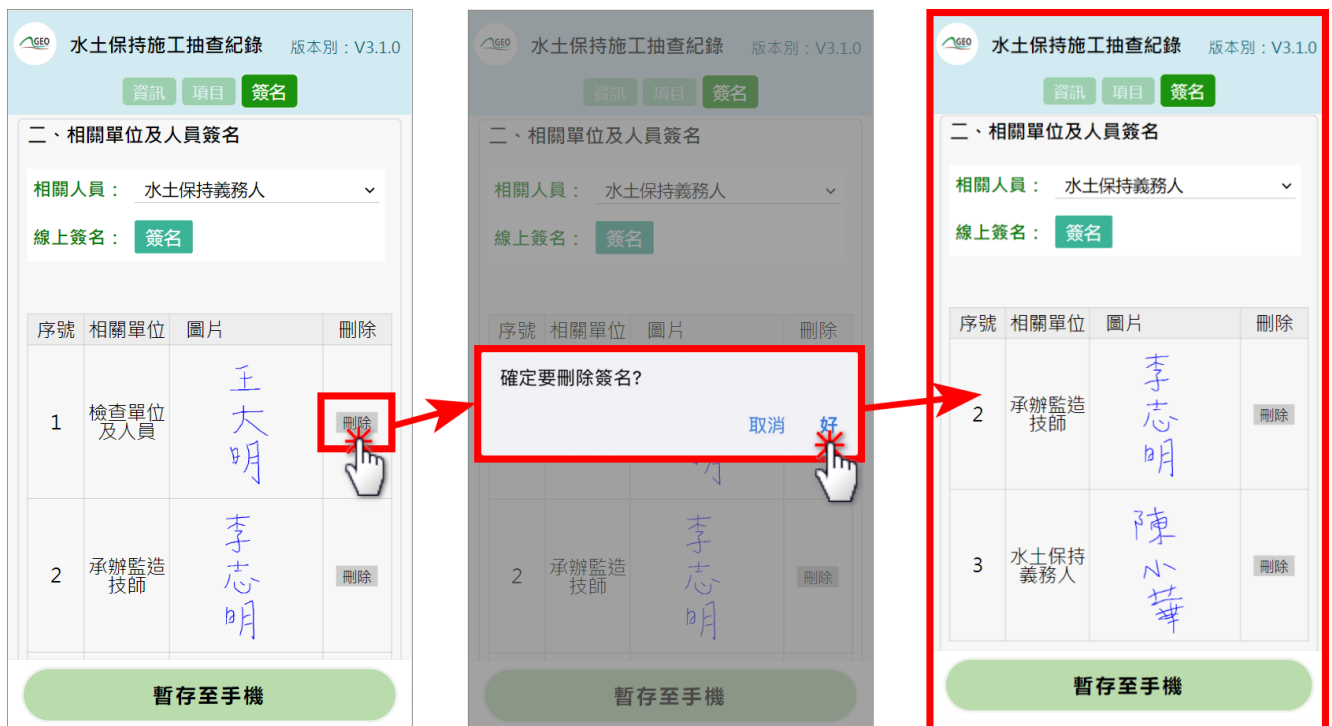 GEO 水土保持施工抽查紀錄 版本別：V3.1.0
資訊 項目 簽名
二、相關單位及人員簽名
相關人員： 水土保持義務人
線上簽名： 簽名
序號 相關單位 圖片 刪除
1 檢查單位及人員 王大明 刪除
2 承辦監造技師 李志明 刪除
暫存至手機
GEO 水土保持施工抽查紀錄 版本別：V3.1.0
資訊 項目 簽名
二、相關單位及人員簽名
相關人員： 水土保持義務人
線上簽名： 簽名
序號 相關單位 圖片 刪除
確定要刪除簽名?
取消 好
明
2 承辦監造技師 李志明 刪除
暫存至手機
GEO 水土保持施工抽查紀錄 版本別：V3.1.0
資訊 項目 簽名
二、相關單位及人員簽名
相關人員： 水土保持義務人
線上簽名： 簽名
序號 相關單位 圖片 刪除
2 承辦監造技師 李志明 刪除
3 水土保持義務人 陳小華 刪除
暫存至手機